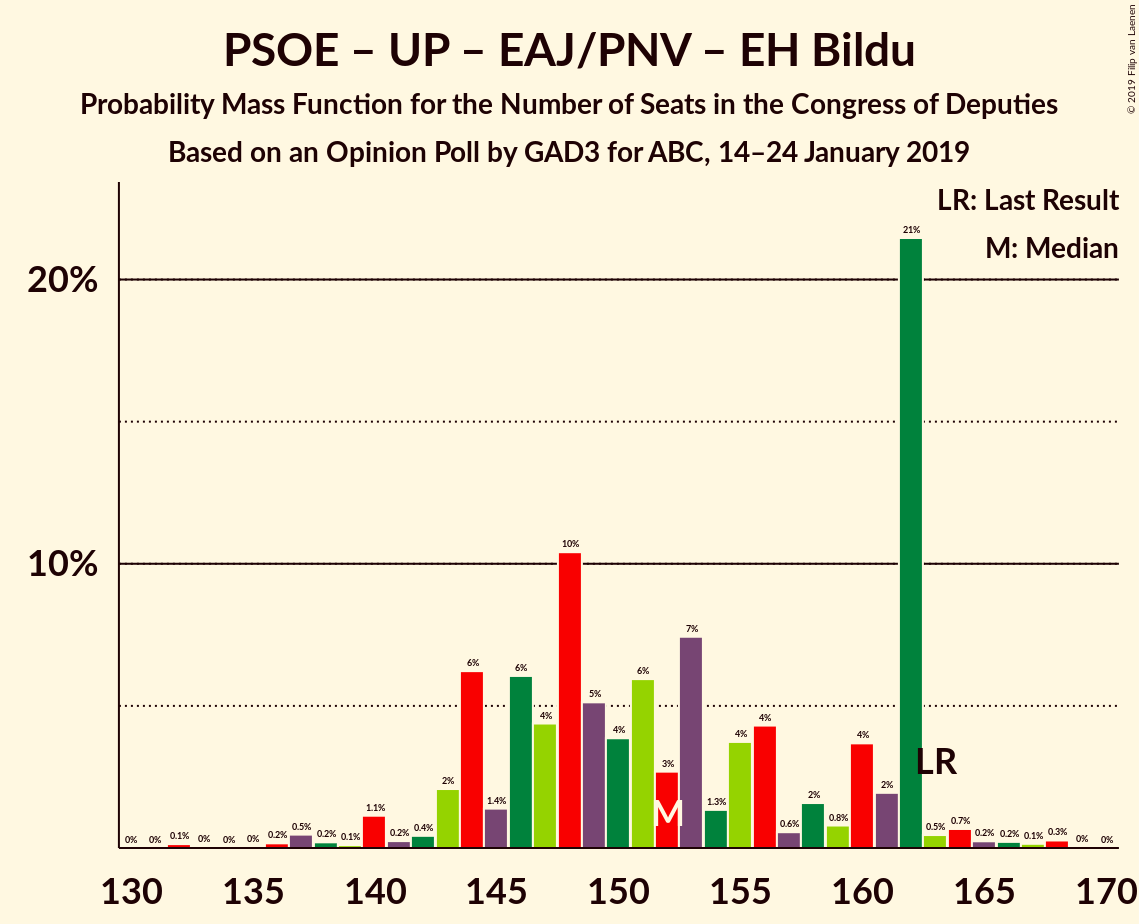 © 2019 Filip van Laenen
PSOE – UP – EAJ/PNV – EH Bildu
Probability Mass Function for the Number of Seats in the Congress of Deputies
Based on an Opinion Poll by GAD3 for ABC, 14–24 January 2019
LR: Last Result
M: Median
20%
10%
0% 0% 0.1% 0% 0% 0% 0.2% 0.5% 0.2% 0.1% 1.1% 0.2% 0.4% 2% 6% 1.4% 6% 4% 10% 5% 4% 6% 3% 7% 1.3% 4% 4% 0.6% 2% 0.8% 4% 2% 21% 0.5% 0.7% 0.2% 0.2% 0.1% 0.3% 0% 0%
LR
M
130 135 140 145 150 155 160 165 170